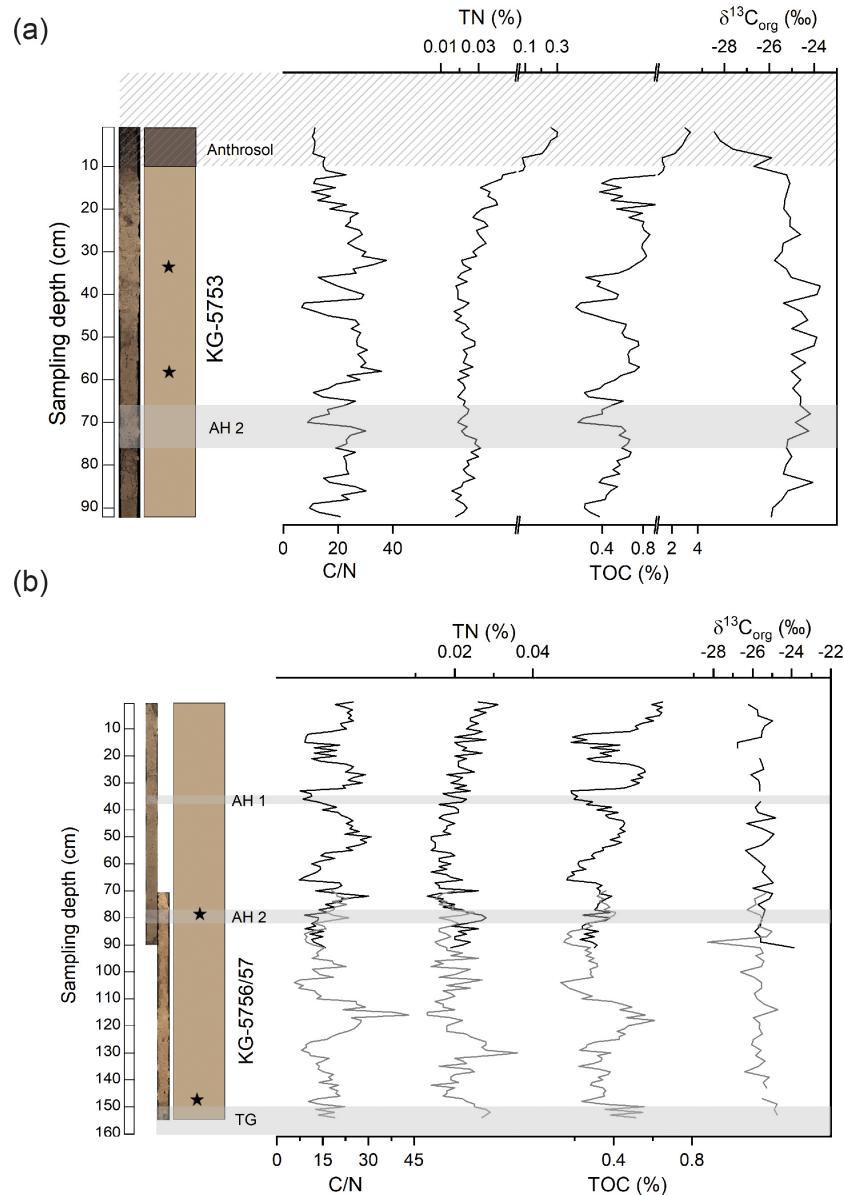 (a)
TN (%)
δ13Corg (‰)
0.01 0.03 0.1 0.3 -28 -26 -24
Anthrosol
10
20
30
40
50
60
70
80
90
Sampling depth (cm)
KG-5753
AH 2
0 20 40 0.4 0.8 2 4
C/N TOC (%)
(b)
TN (%)
δ13Corg (‰)
0.02 0.04 -28 -26 -24 -22
10
20
30
40
50
60
70
80
90
100
110
120
130
140
150
160
Sampling depth (cm)
AH 1
AH 2
KG-5756/57
TG
0 15 30 45 0.4 0.8
C/N TOC (%)